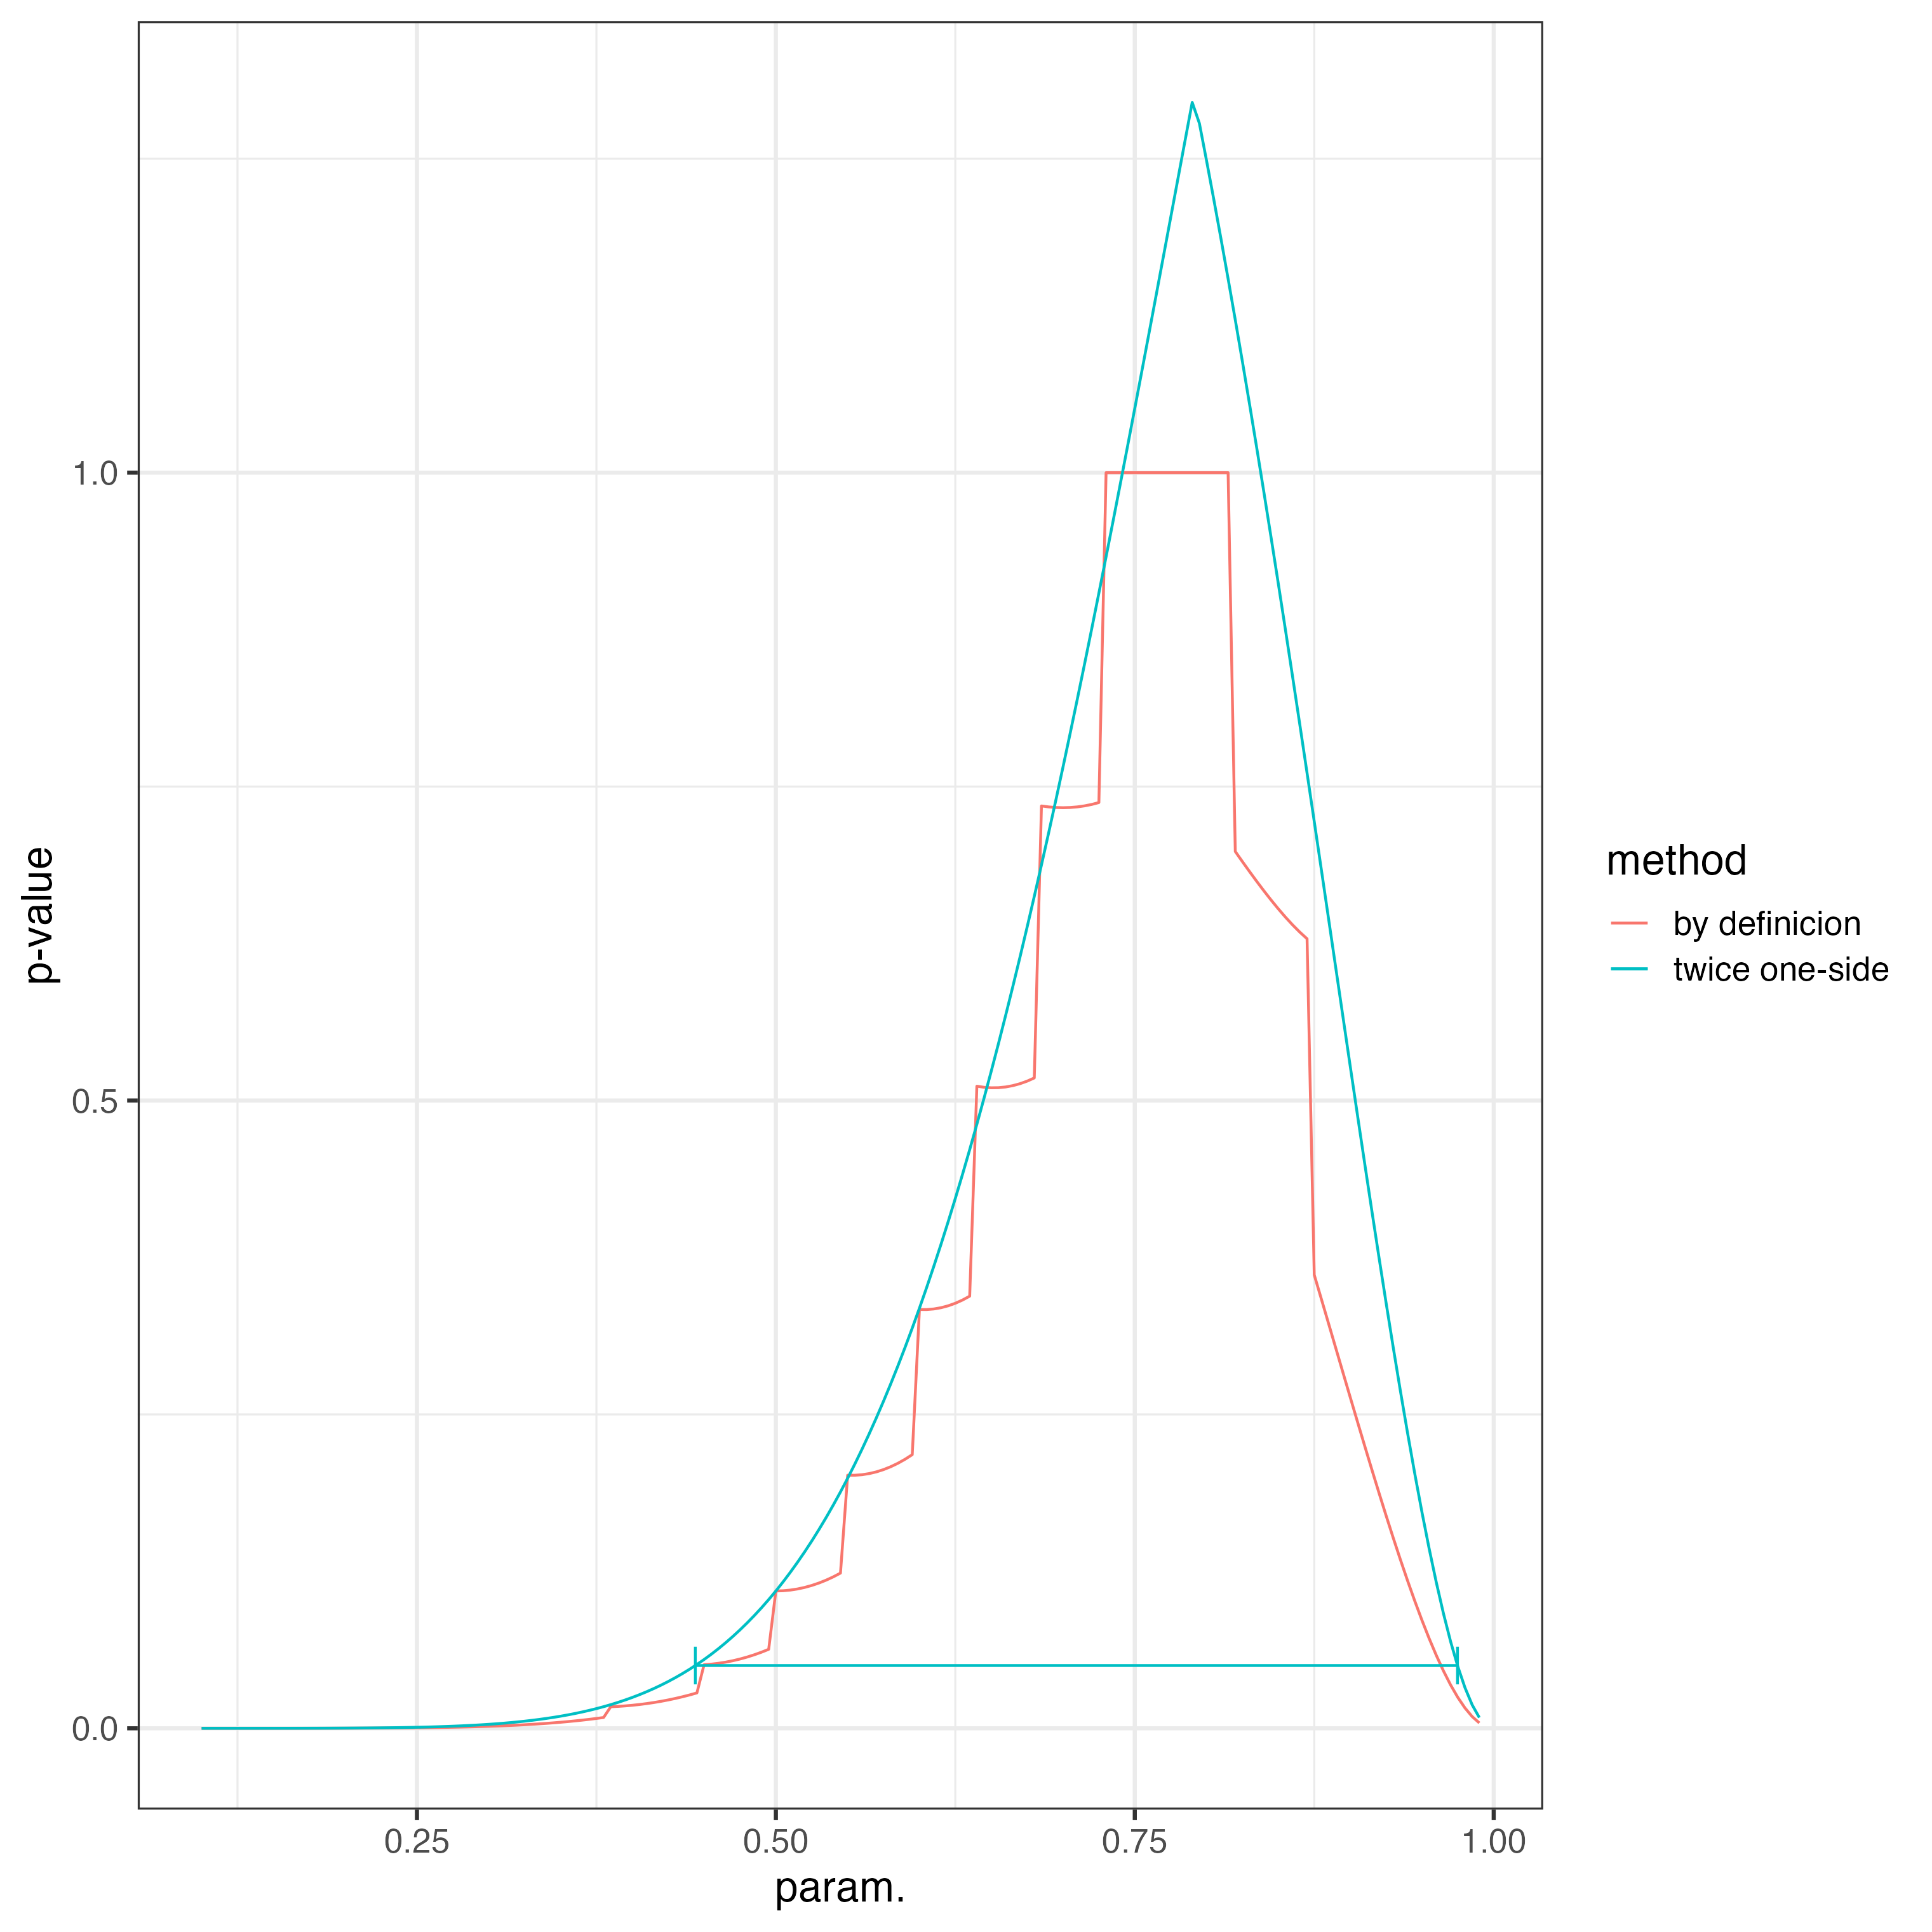 1.0
0.5
0.0
p-value
0.25
0.50
0.75
1.00
param.
method
by definicion
twice one-side